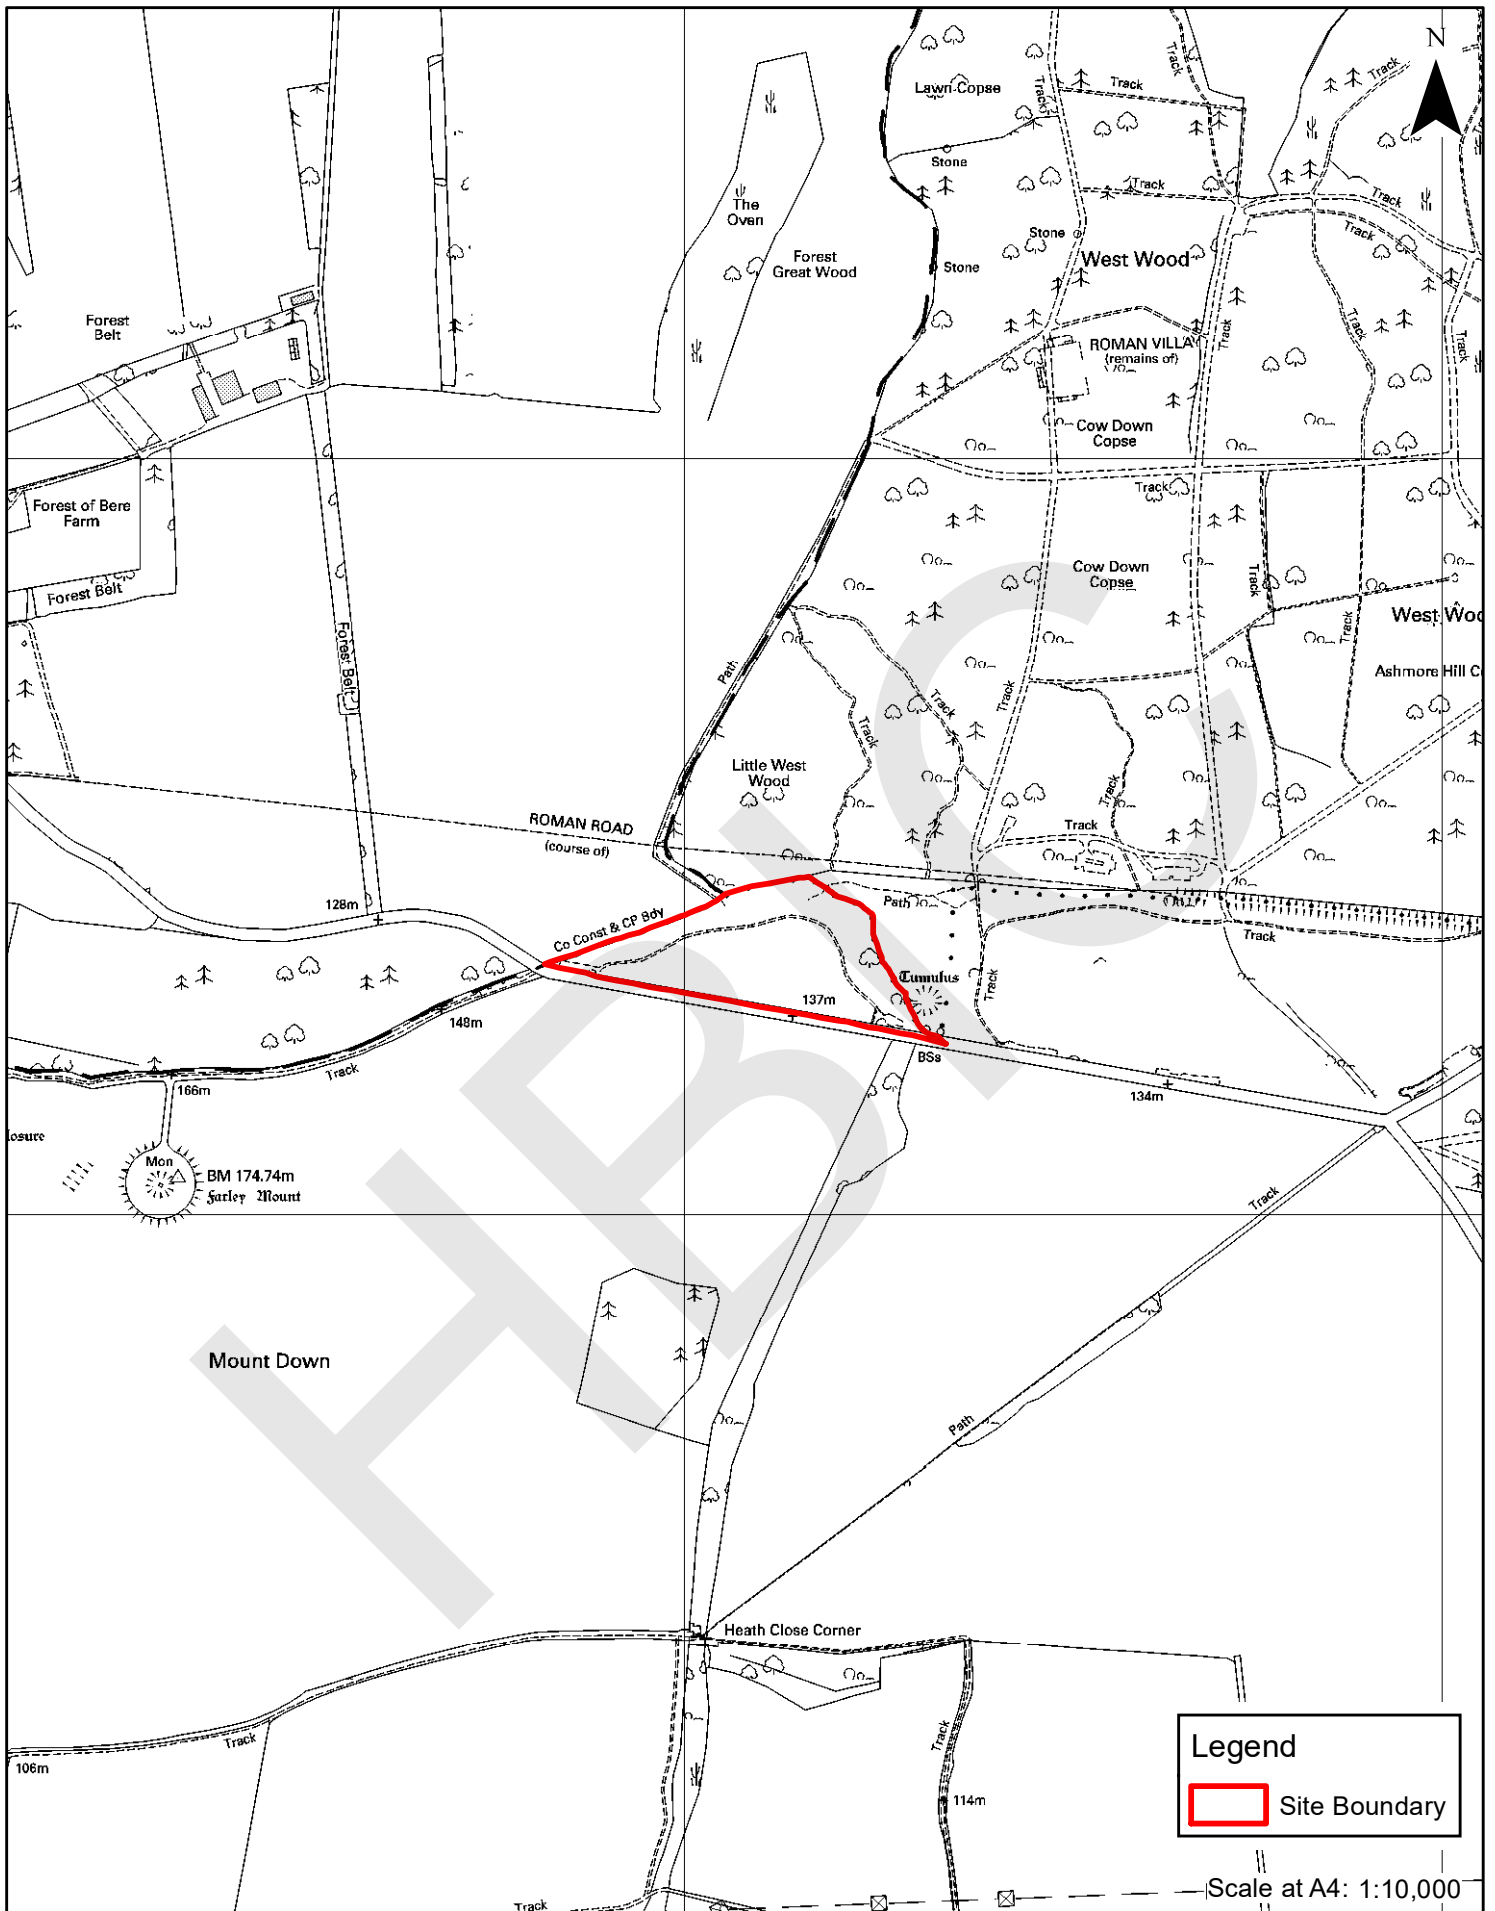 N
Lawn Copse
Track
Track
Track
Track
Stone
Track
Track
The
Oven
Stone
Track
Forest
Great Wood
Stone
West Wood
Track
Track
Track
Forest
Belt
ROMAN VILLA
(remains of)
Cow Down
Copse
Track
Forest of Bere
Farm
Forest Belt
Cow Down
Copse
Track
West Woo
Track
Forest Belt
Path
Ashmore Hill C
Track
Track
Track
Little West
Wood
Track
Track
ROMAN ROAD
(course of)
128m
Path
Co Const & CP Bdy
Track
Tumulus
Track
137m
148m
BSs
Track
166m
134m
losure
Mon
BM 174.74m
Farley Mount
Track
Mount Down
Path
Heath Close Corner
Track
Track
106m
114m
Track
Legend
Site Boundary
Scale at A4: 1:10,000
HBIC